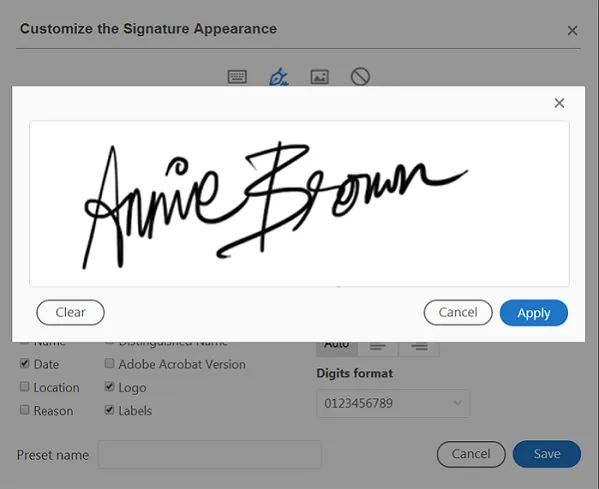 Customize the Signature Appearance
Annie Brown
Clear
Cancel
Apply
Name
Distinguished Name
Auto
Date
Adobe Acrobat Version
Location
Logo
Reason
Labels
Digits format
0123456789
Preset name
Cancel
Save